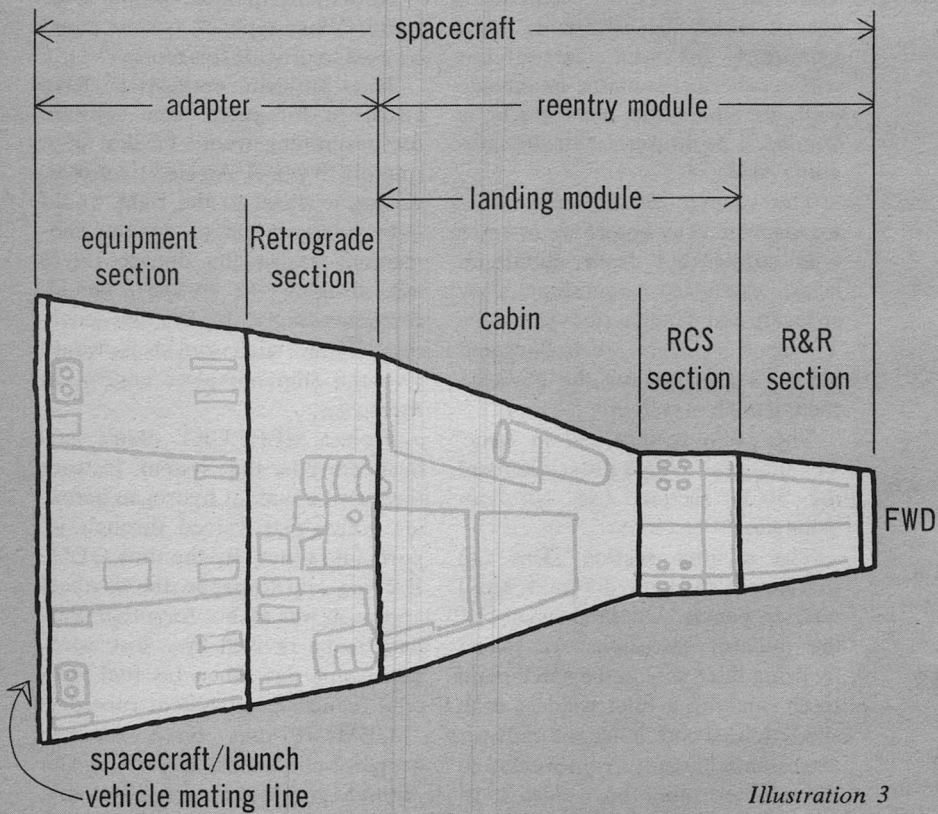 spacecraft
adapter
reentry module
landing module
equipment
section
Retrograde
section
cabin
RCS
section
R&R
section
FWD
spacecraft/launch
vehicle mating line
Illustration 3